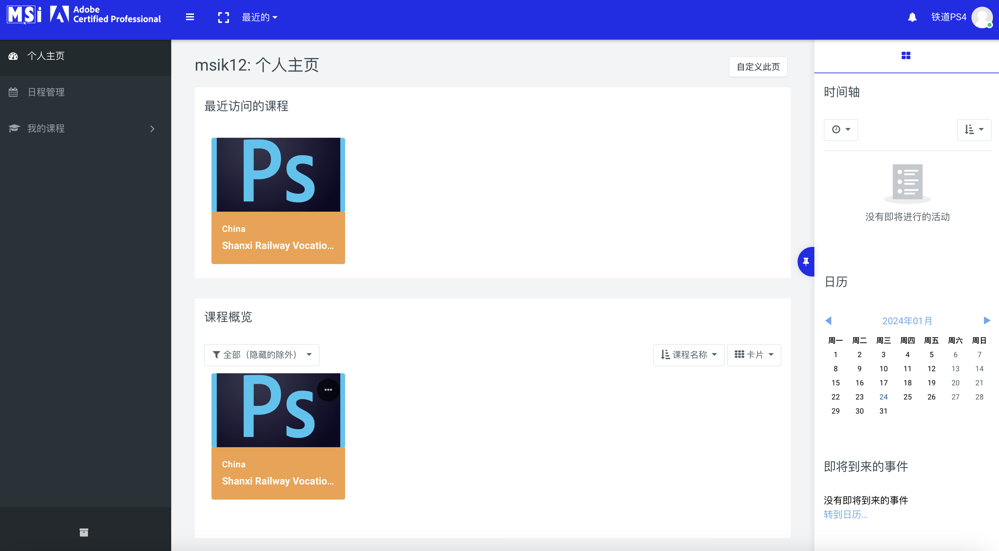 MSi Adobe
Certified Professional
最近的
铁道PS4
个人主页
日程管理
我的课程
msik12: 个人主页
自定义此页
最近访问的课程
Ps
China
Shanxi Railway Vocatio...
课程概览
全部（隐藏的除外）
课程名称
卡片
Ps
China
Shanxi Railway Vocatio...
时间轴
没有即将进行的活动
日历
2024年01月
周一 周二 周三 周四 周五 周六 周日
1 2 3 4 5 6 7
8 9 10 11 12 13 14
15 16 17 18 19 20 21
22 23 24 25 26 27 28
29 30 31
即将到来的事件
没有即将到来的事件
转到日历...